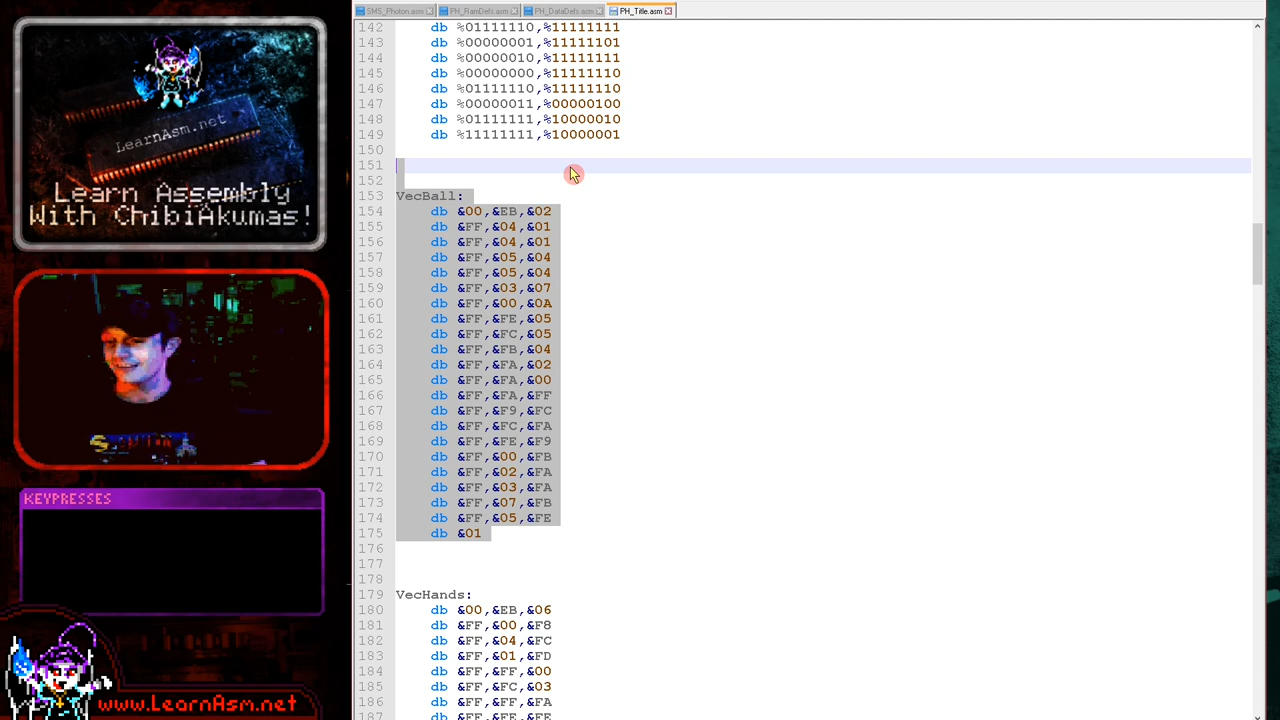 SMS_Photon.asm
PH_RamDefs.asm
PH_DataDefs.asm
PH_Title.asm
LearnAsm.net
Learn Assembly
With ChibiAkumas!
KEYPRESSES
www.LearnAsm.net
142 db %01111110,%11111111
143 db %00000001,%11111101
144 db %00000010,%11111111
145 db %00000000,%11111110
146 db %01111110,%11111110
147 db %00000011,%00000100
148 db %01111111,%10000010
149 db %11111111,%10000001
150
151
152
153 VecBall:
154 db &00,&EB,&02
155 db &FF,&04,&01
156 db &FF,&04,&01
157 db &FF,&05,&04
158 db &FF,&05,&04
159 db &FF,&03,&07
160 db &FF,&00,&0A
161 db &FF,&FE,&05
162 db &FF,&FC,&05
163 db &FF,&FB,&04
164 db &FF,&FA,&02
165 db &FF,&FA,&00
166 db &FF,&FA,&FF
167 db &FF,&F9,&FC
168 db &FF,&FC,&FA
169 db &FF,&FE,&F9
170 db &FF,&00,&FB
171 db &FF,&02,&FA
172 db &FF,&03,&FA
173 db &FF,&07,&FB
174 db &FF,&05,&FE
175 db &01
176
177
178
179 VecHands:
180 db &00,&EB,&06
181 db &FF,&00,&F8
182 db &FF,&04,&FC
183 db &FF,&01,&FD
184 db &FF,&FF,&00
185 db &FF,&FC,&03
186 db &FF,&FF,&FA
187 db &FF,&FE,&FE